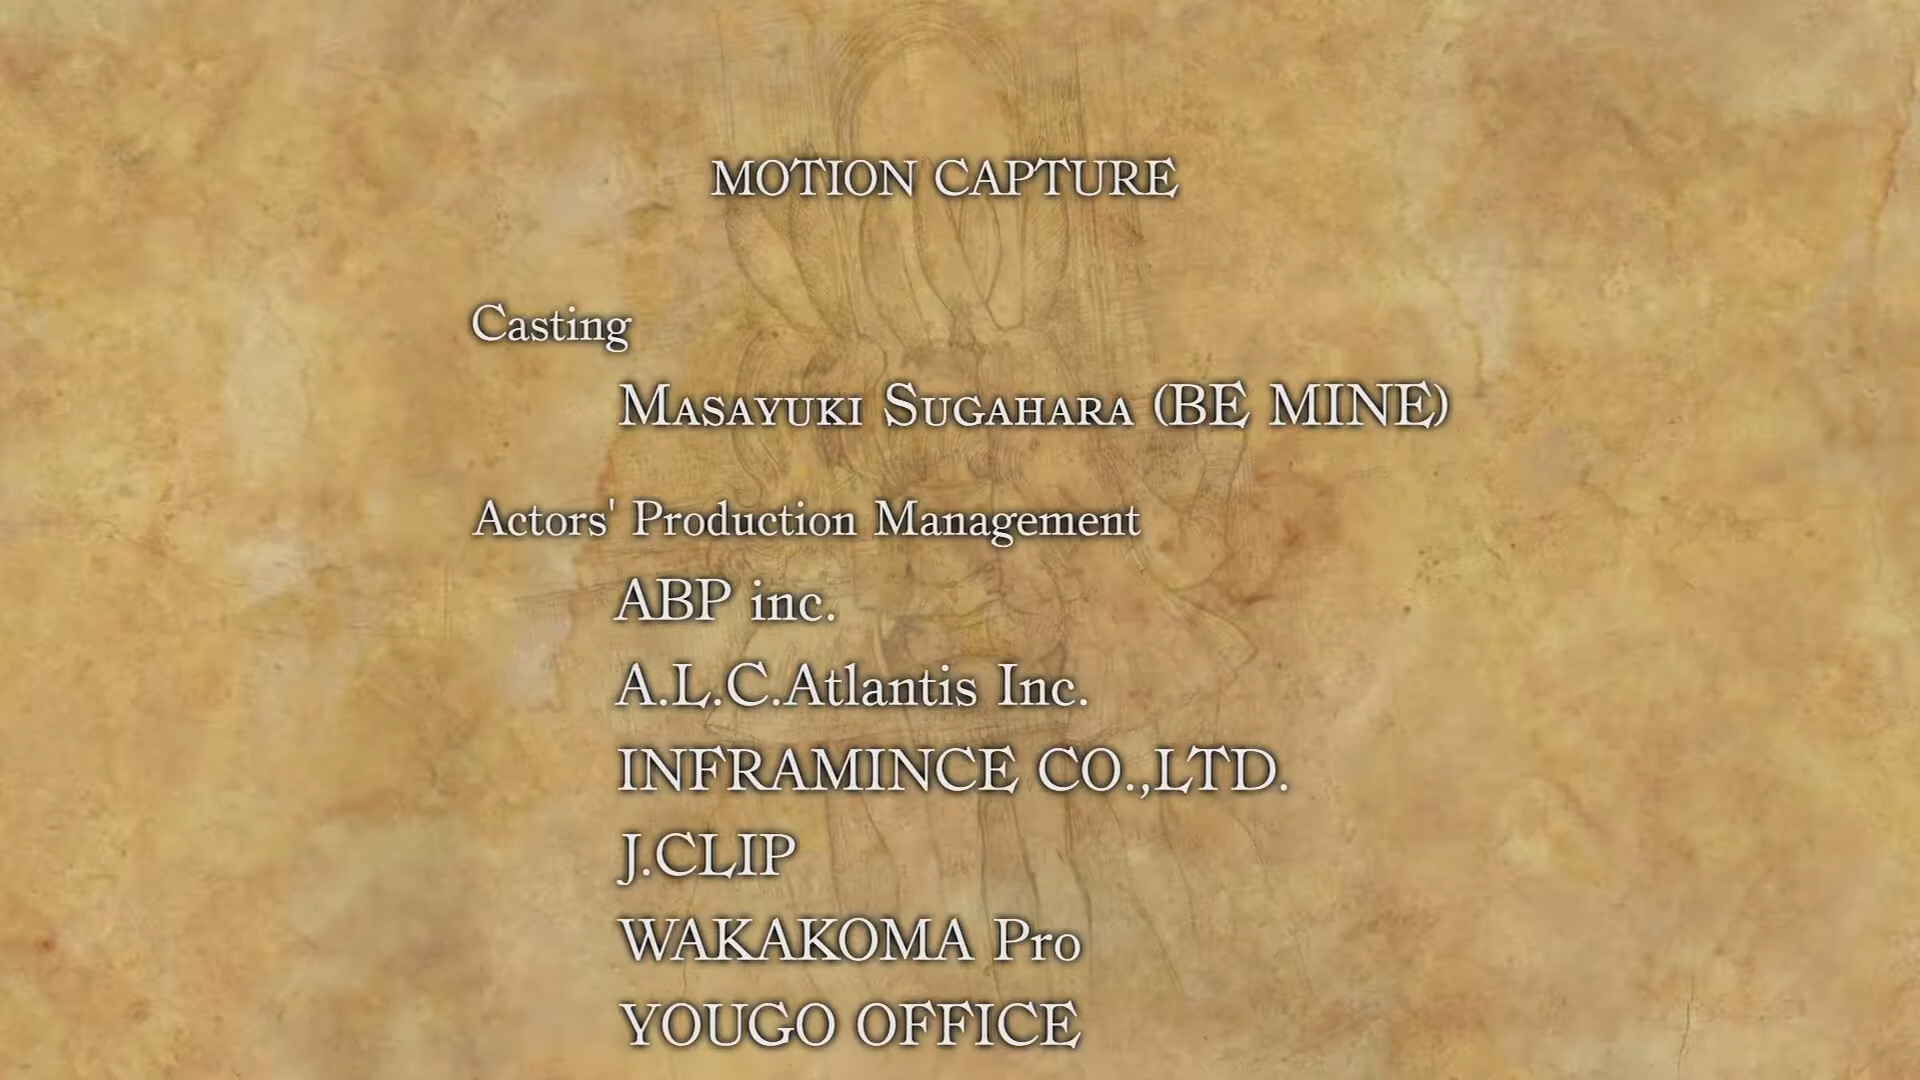 MOTION CAPTURE
Casting
MASAYUKI SUGAHARA (BE MINE)
Actors' Production Management
ABP inc.
A.L.C.Atlantis Inc.
INFRAMINCE CO.,LTD.
J.CLIP
WAKAKOMA Pro
YOUGO OFFICE